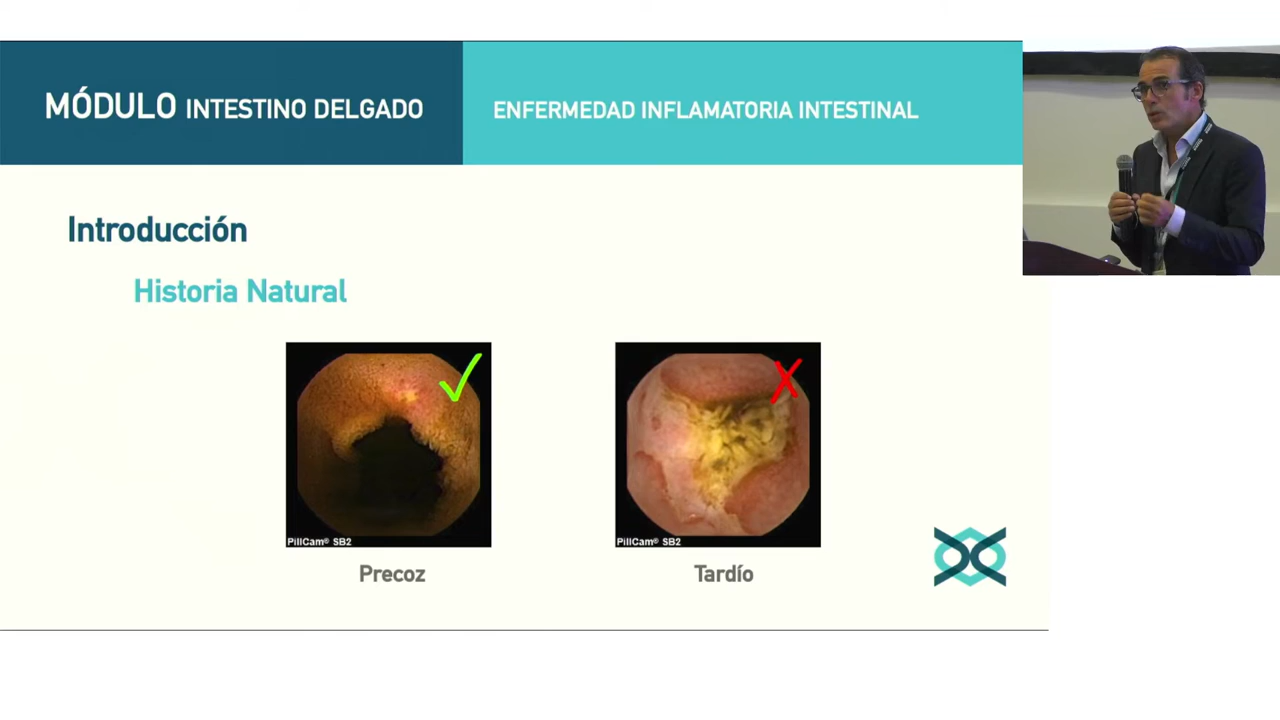 MÓDULO INTESTINO DELGADO
ENFERMEDAD INFLAMATORIA INTESTINAL
Introducción
Historia Natural
PillCam® SB2
PillCam® SB2
Precoz
Tardío